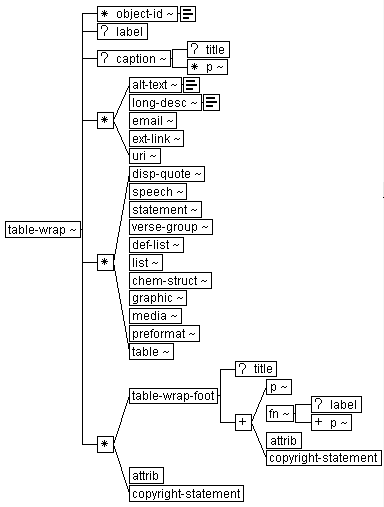 * object-id ~
? label
? caption ~
? title
* p ~
*
alt-text ~
long-desc ~
email ~
ext-link ~
uri ~
table-wrap ~
*
disp-quote ~
speech ~
statement ~
verse-group ~
def-list ~
list ~
chem-struct ~
graphic ~
media ~
preformat ~
table ~
*
table-wrap-foot
? title
+
p ~
fn ~
? label
+ p ~
attrib
copyright-statement
attrib
copyright-statement